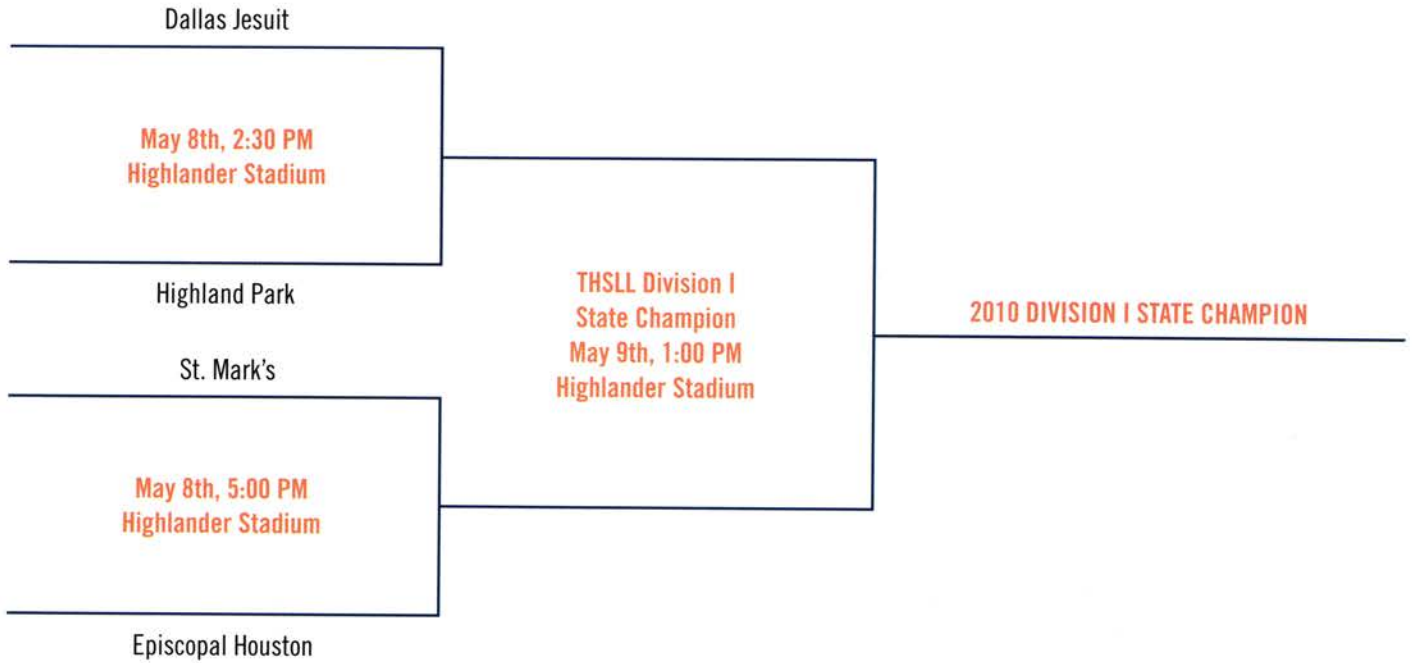 Dallas Jesuit
May 8th, 2:30 PM
Highlander Stadium
Highland Park
St. Mark's
May 8th, 5:00 PM
Highlander Stadium
Episcopal Houston
THSLL Division I
State Champion
May 9th, 1:00 PM
Highlander Stadium
2010 DIVISION I STATE CHAMPION